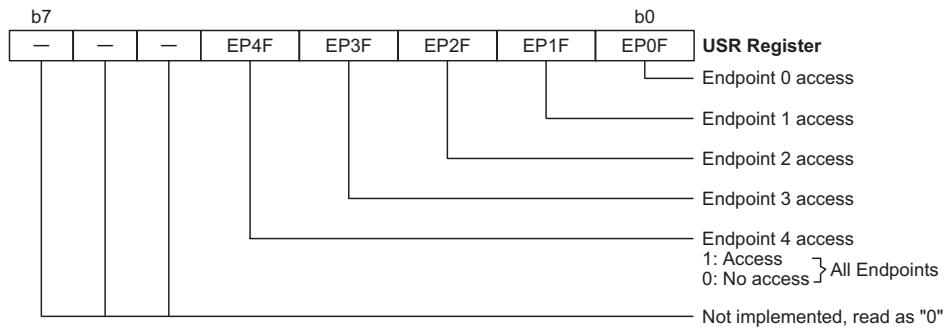 b7 b0
— — — EP4F EP3F EP2F EP1F EP0F USR Register
Endpoint 0 access
Endpoint 1 access
Endpoint 2 access
Endpoint 3 access
Endpoint 4 access
1: Access
0: No access
All Endpoints
Not implemented, read as "0"